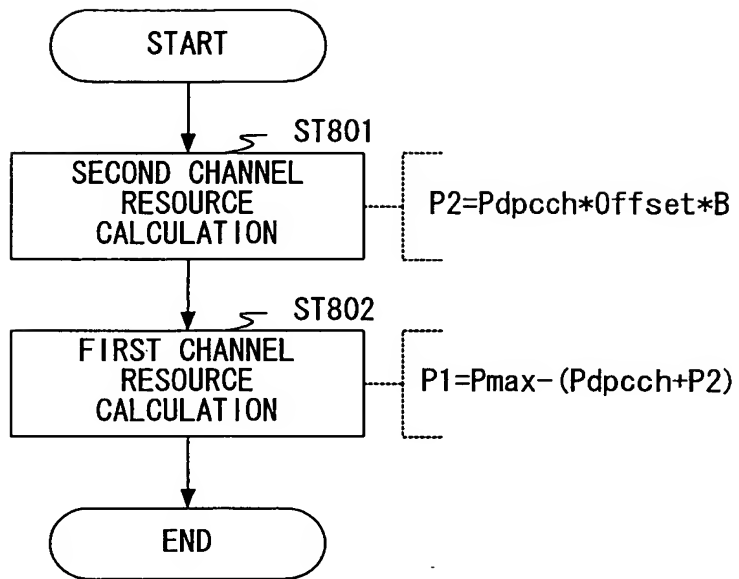 START
ST801
SECOND CHANNEL
RESOURCE
CALCULATION
P2=Pdpcch*Offset*B
ST802
FIRST CHANNEL
RESOURCE
CALCULATION
P1=Pmax-(Pdpcch+P2)
END